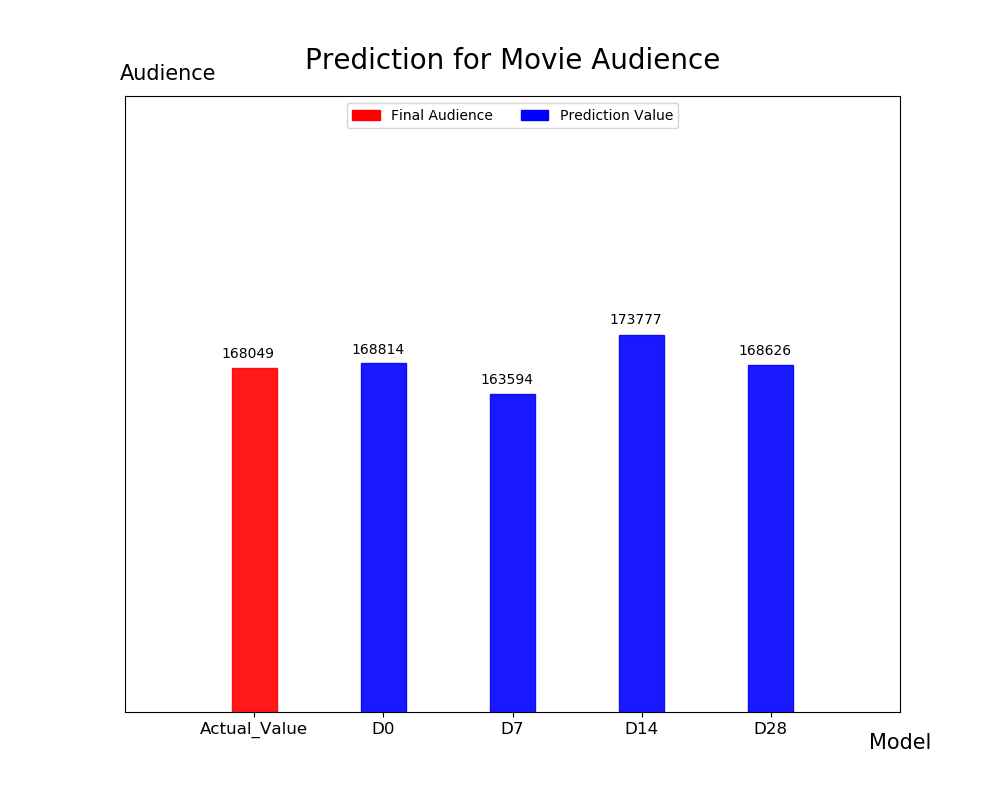 Prediction for Movie Audience
Audience
Final Audience Prediction Value
173777
168049 168814 163594 168626
Actual_Value D0 D7 D14 D28
Model